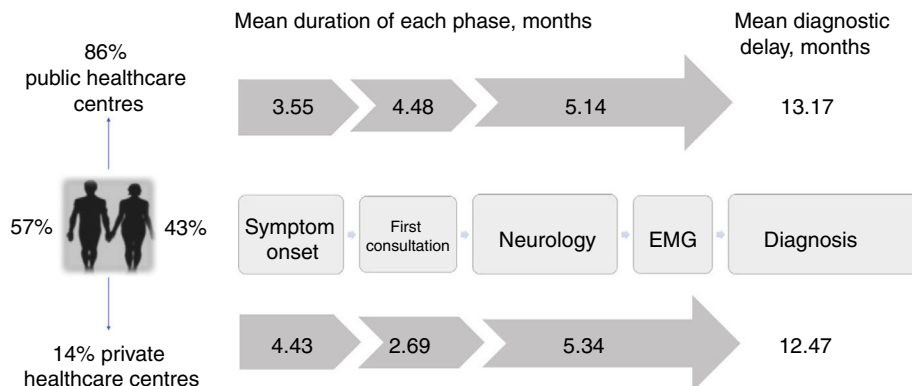 Mean duration of each phase, months
Mean diagnostic
delay, months
86%
public healthcare
centres
3.55
4.48
5.14
13.17
57%
43%
Symptom
onset
First
consultation
Neurology
EMG
Diagnosis
14% private
healthcare centres
4.43
2.69
5.34
12.47